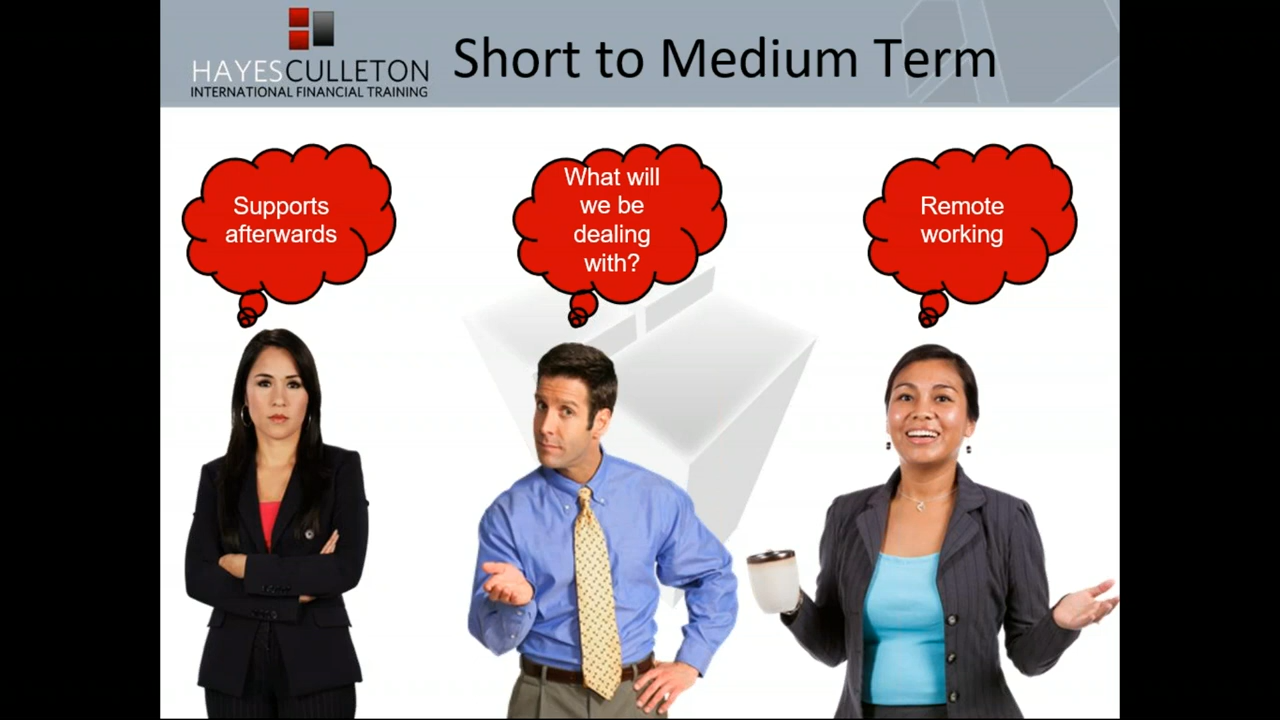 HAYESCULLETON
INTERNATIONAL FINANCIAL TRAINING
Short to Medium Term
Supports
afterwards
What will
we be
dealing
with?
Remote
working